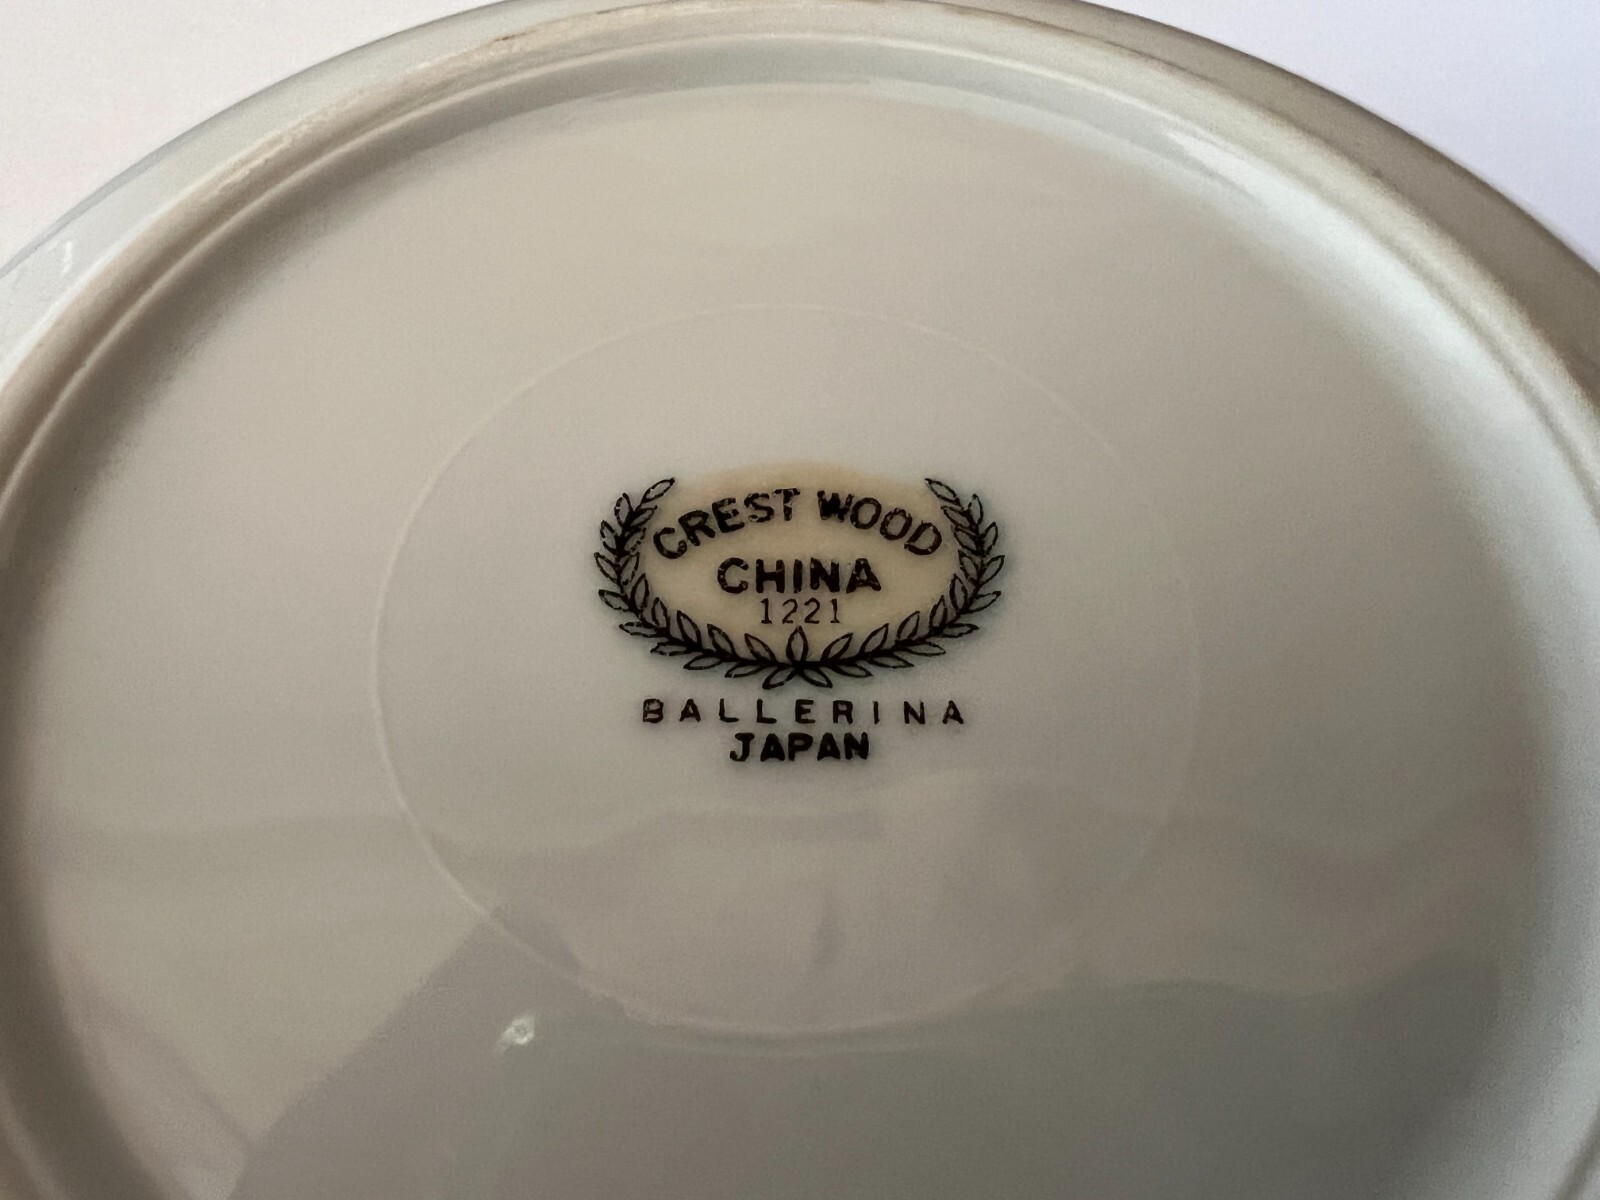 CREST WOOD
CHINA
1221
BALLERINA
JAPAN